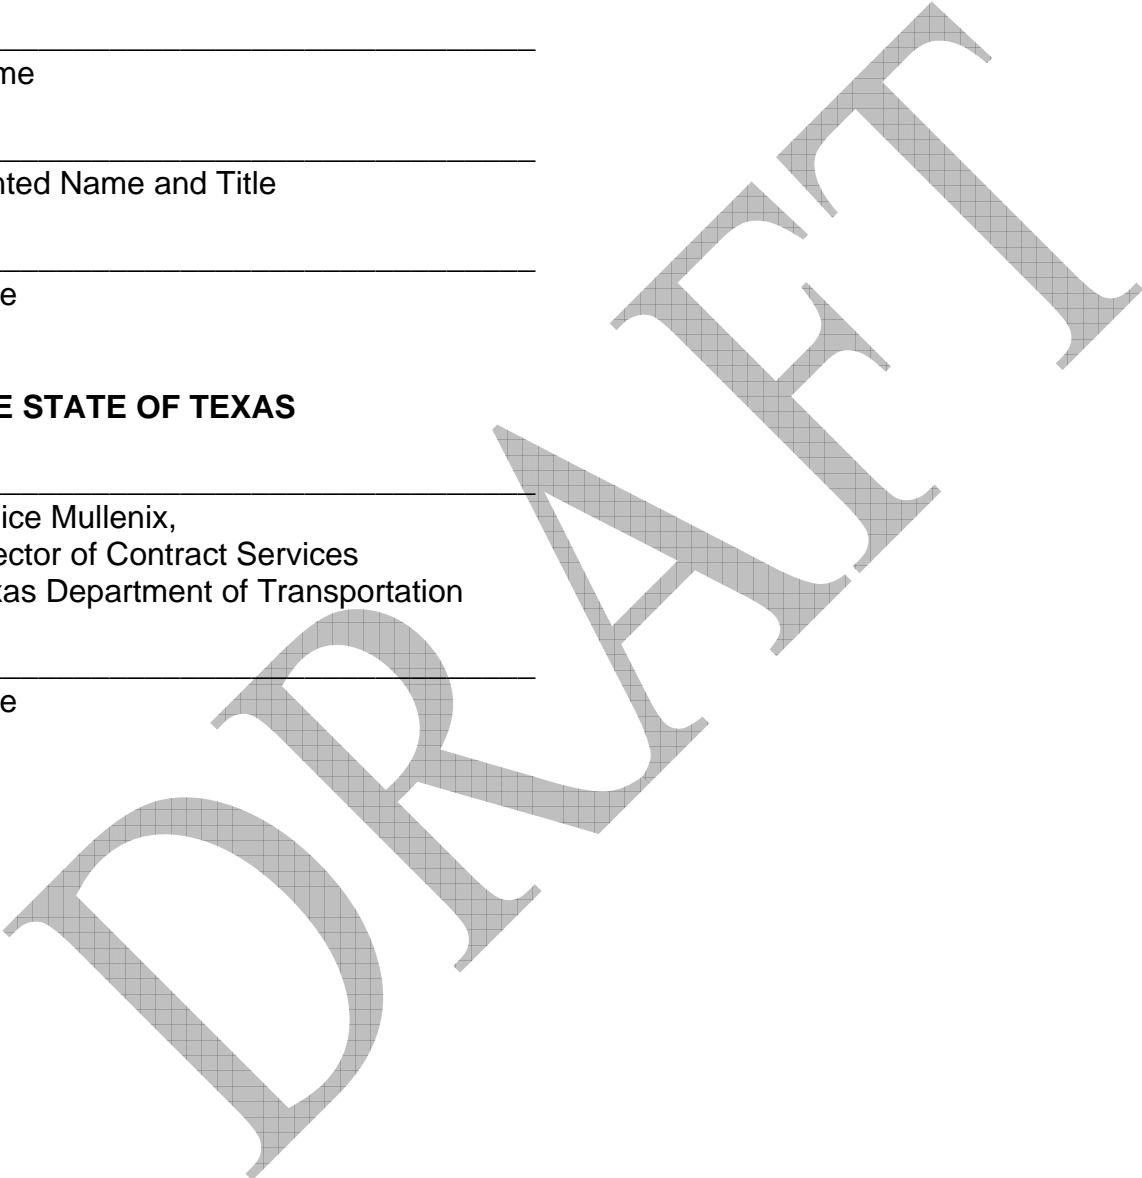 me
nted Name and Title
e
E STATE OF TEXAS
ice Mullenix,
ector of Contract Services
xas Department of Transportation
e
DRAFT